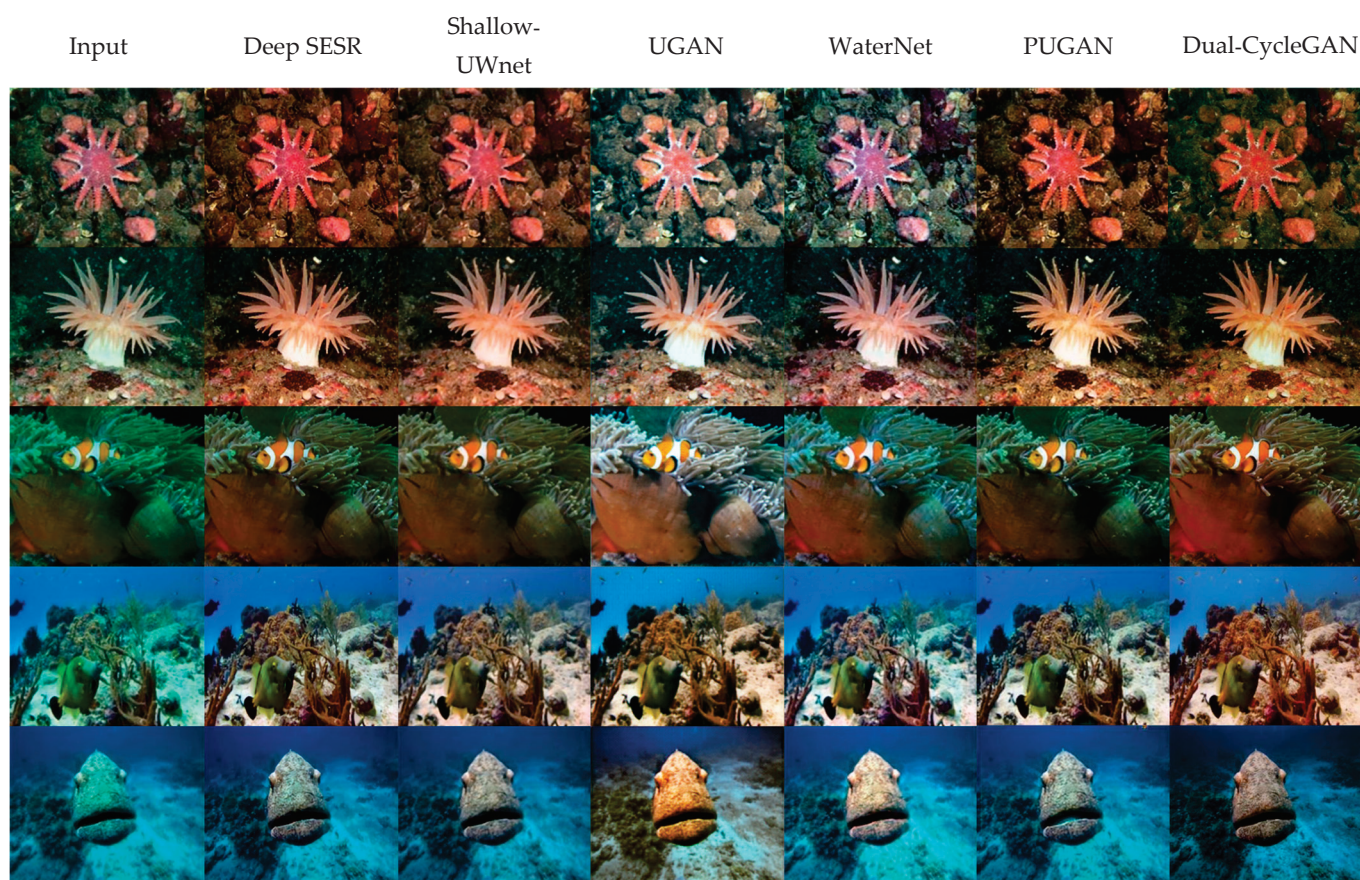 Input
Deep SESR
Shallow-
UWnet
UGAN
WaterNet
PUGAN
Dual-CycleGAN